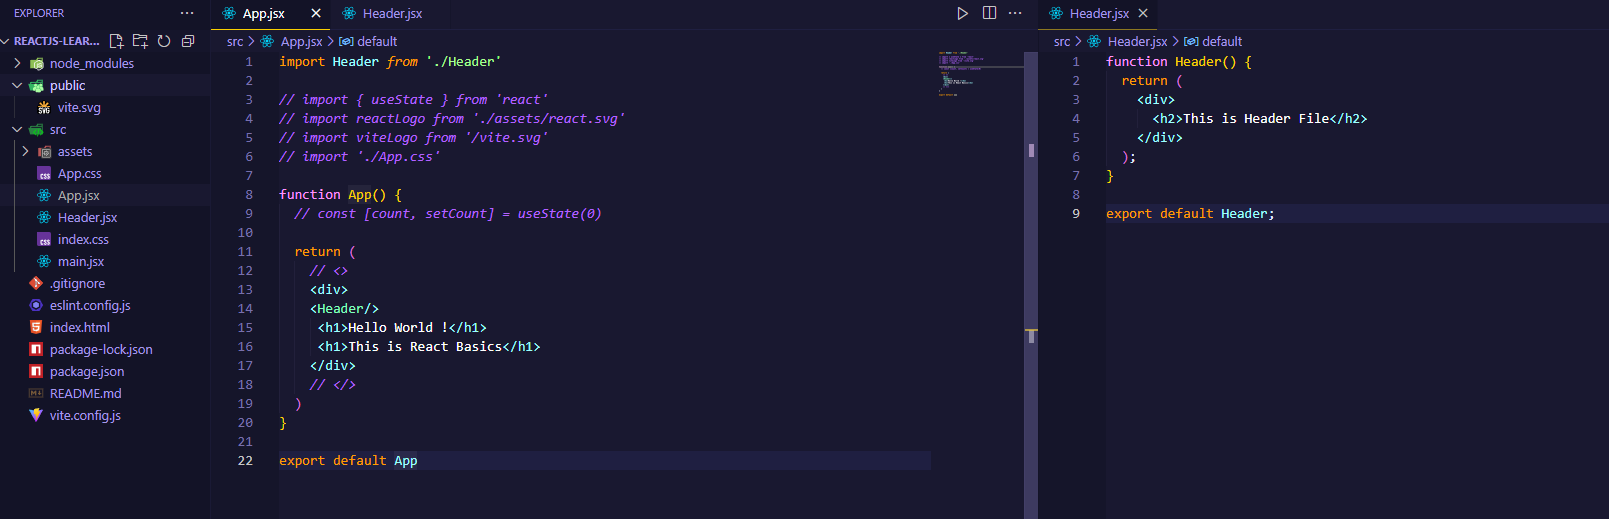 EXPLORER ...
REACTJS-LEAR...
node_modules
public
vite.svg
src
assets
App.css
App.jsx
Header.jsx
index.css
main.jsx
.gitignore
eslint.config.js
index.html
package-lock.json
package.json
README.md
vite.config.js
App.jsx Header.jsx
src > App.jsx > default
1 import Header from './Header'
2
3 // import { useState } from 'react'
4 // import reactLogo from './assets/react.svg'
5 // import viteLogo from '/vite.svg'
6 // import './App.css'
7
8 function App() {
9 // const [count, setCount] = useState(0)
10
11 return (
12 // <>
13 <div>
14 <Header/>
15 <h1>Hello World !</h1>
16 <h1>This is React Basics</h1>
17 </div>
18 // </>
19 )
20 }
21
22 export default App
Header.jsx
src > Header.jsx > default
1 function Header() {
2 return (
3 <div>
4 <h2>This is Header File</h2>
5 </div>
6 );
7 }
8
9 export default Header;